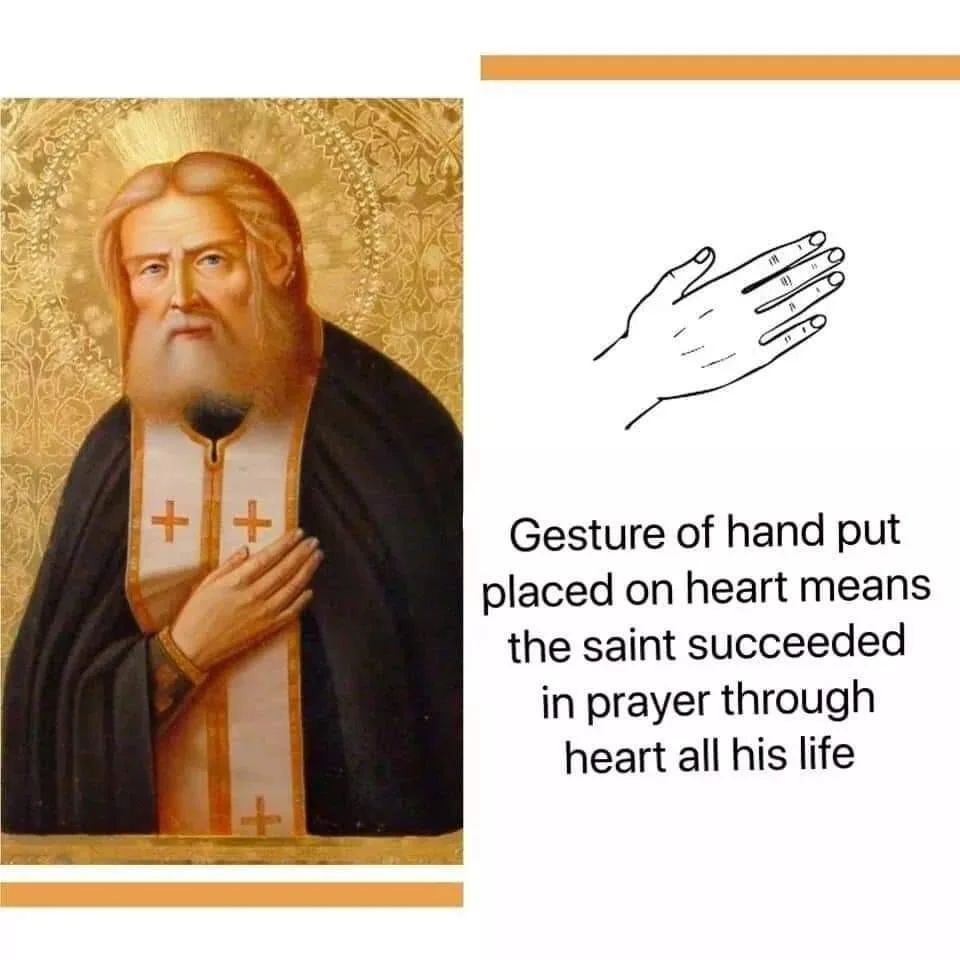 Gesture of hand put
placed on heart means
the saint succeeded
in prayer through
heart all his life